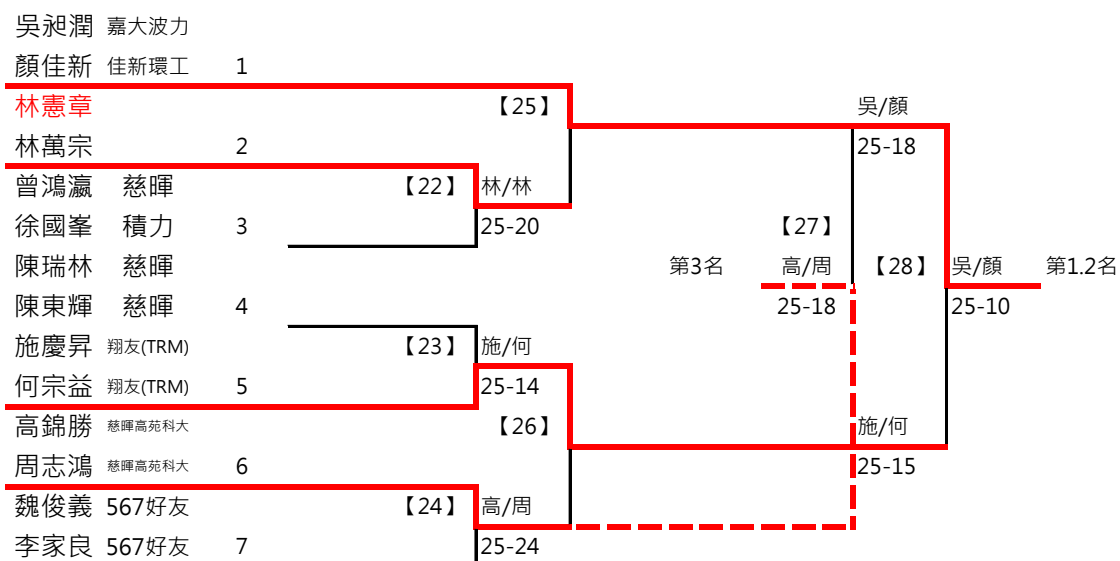 吳昶潤 嘉大波力
顏佳新 佳新環工 1
林憲章 【25】 吳/顏
林萬宗 2 25-18
曾鴻瀛 慈暉 【22】 林/林
徐國峯 積力 3 25-20 【27】
陳瑞林 慈暉 第3名 高/周 【28】 吳/顏 第1.2名
陳東輝 慈暉 4 25-18 25-10
施慶昇 翔友(TRM) 【23】 施/何
何宗益 翔友(TRM) 5 25-14
高錦勝 慈暉高苑科大 【26】 施/何
周志鴻 慈暉高苑科大 6 25-15
魏俊義 567好友 【24】 高/周
李家良 567好友 7 25-24